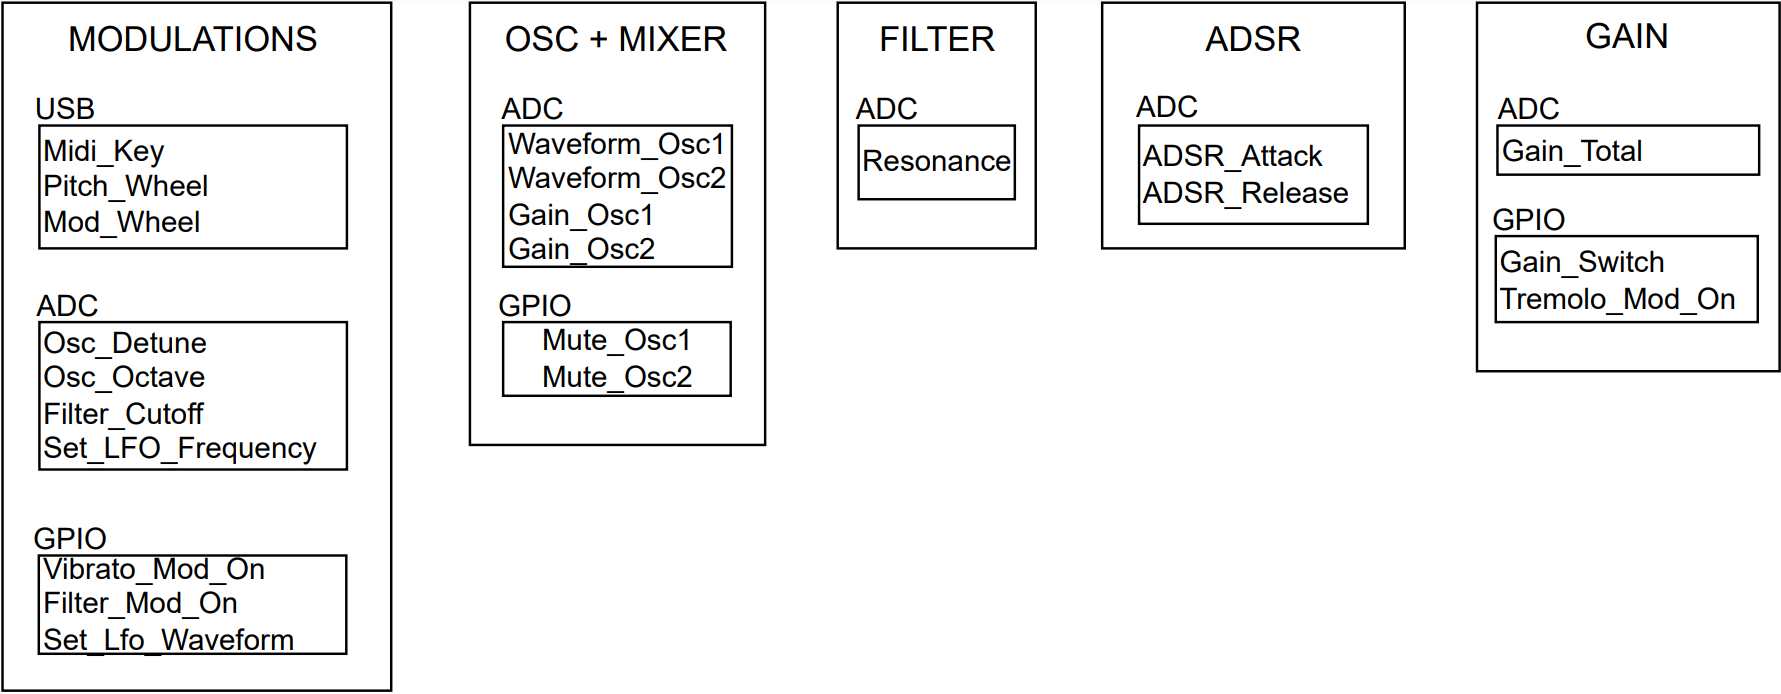 MODULATIONS
USB
Midi_Key
Pitch_Wheel
Mod_Wheel
ADC
Osc_Detune
Osc_Octave
Filter_Cutoff
Set_LFO_Frequency
GPIO
Vibrato_Mod_On
Filter_Mod_On
Set_Lfo_Waveform
OSC + MIXER
ADC
Waveform_Osc1
Waveform_Osc2
Gain_Osc1
Gain_Osc2
GPIO
Mute_Osc1
Mute_Osc2
FILTER
ADC
Resonance
ADSR
ADC
ADSR_Attack
ADSR_Release
GAIN
ADC
Gain_Total
GPIO
Gain_Switch
Tremolo_Mod_On